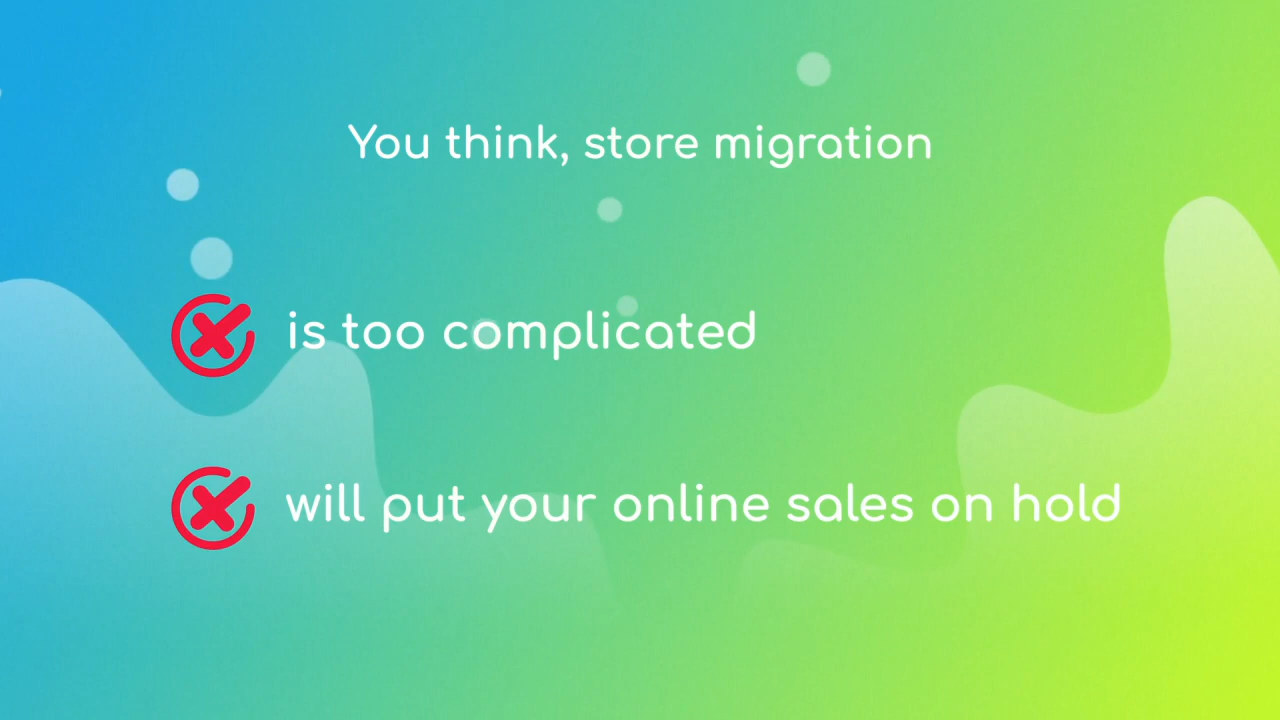 You think, store migration
is too complicated
will put your online sales on hold